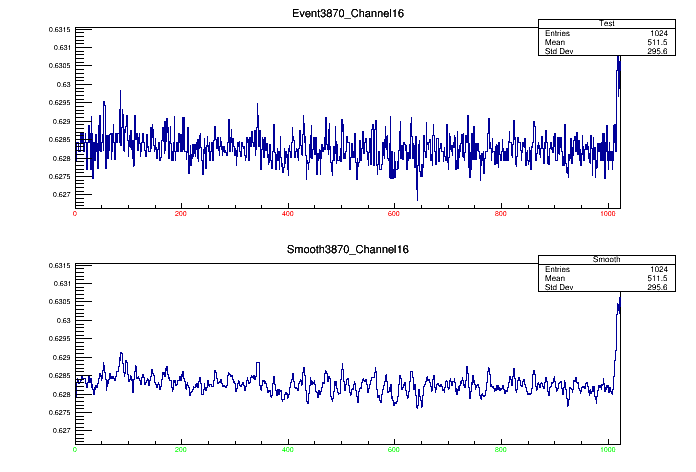 Event3870_Channel16
Test
Entries 1024
Mean 511.5
Std Dev 295.6
0.6315
0.631
0.6305
0.63
0.6295
0.629
0.6285
0.628
0.6275
0.627
0 200 400 600 800 1000
Smooth3870_Channel16
Smooth
Entries 1024
Mean 511.5
Std Dev 295.6
0.6315
0.631
0.6305
0.63
0.6295
0.629
0.6285
0.628
0.6275
0.627
0 200 400 600 800 1000